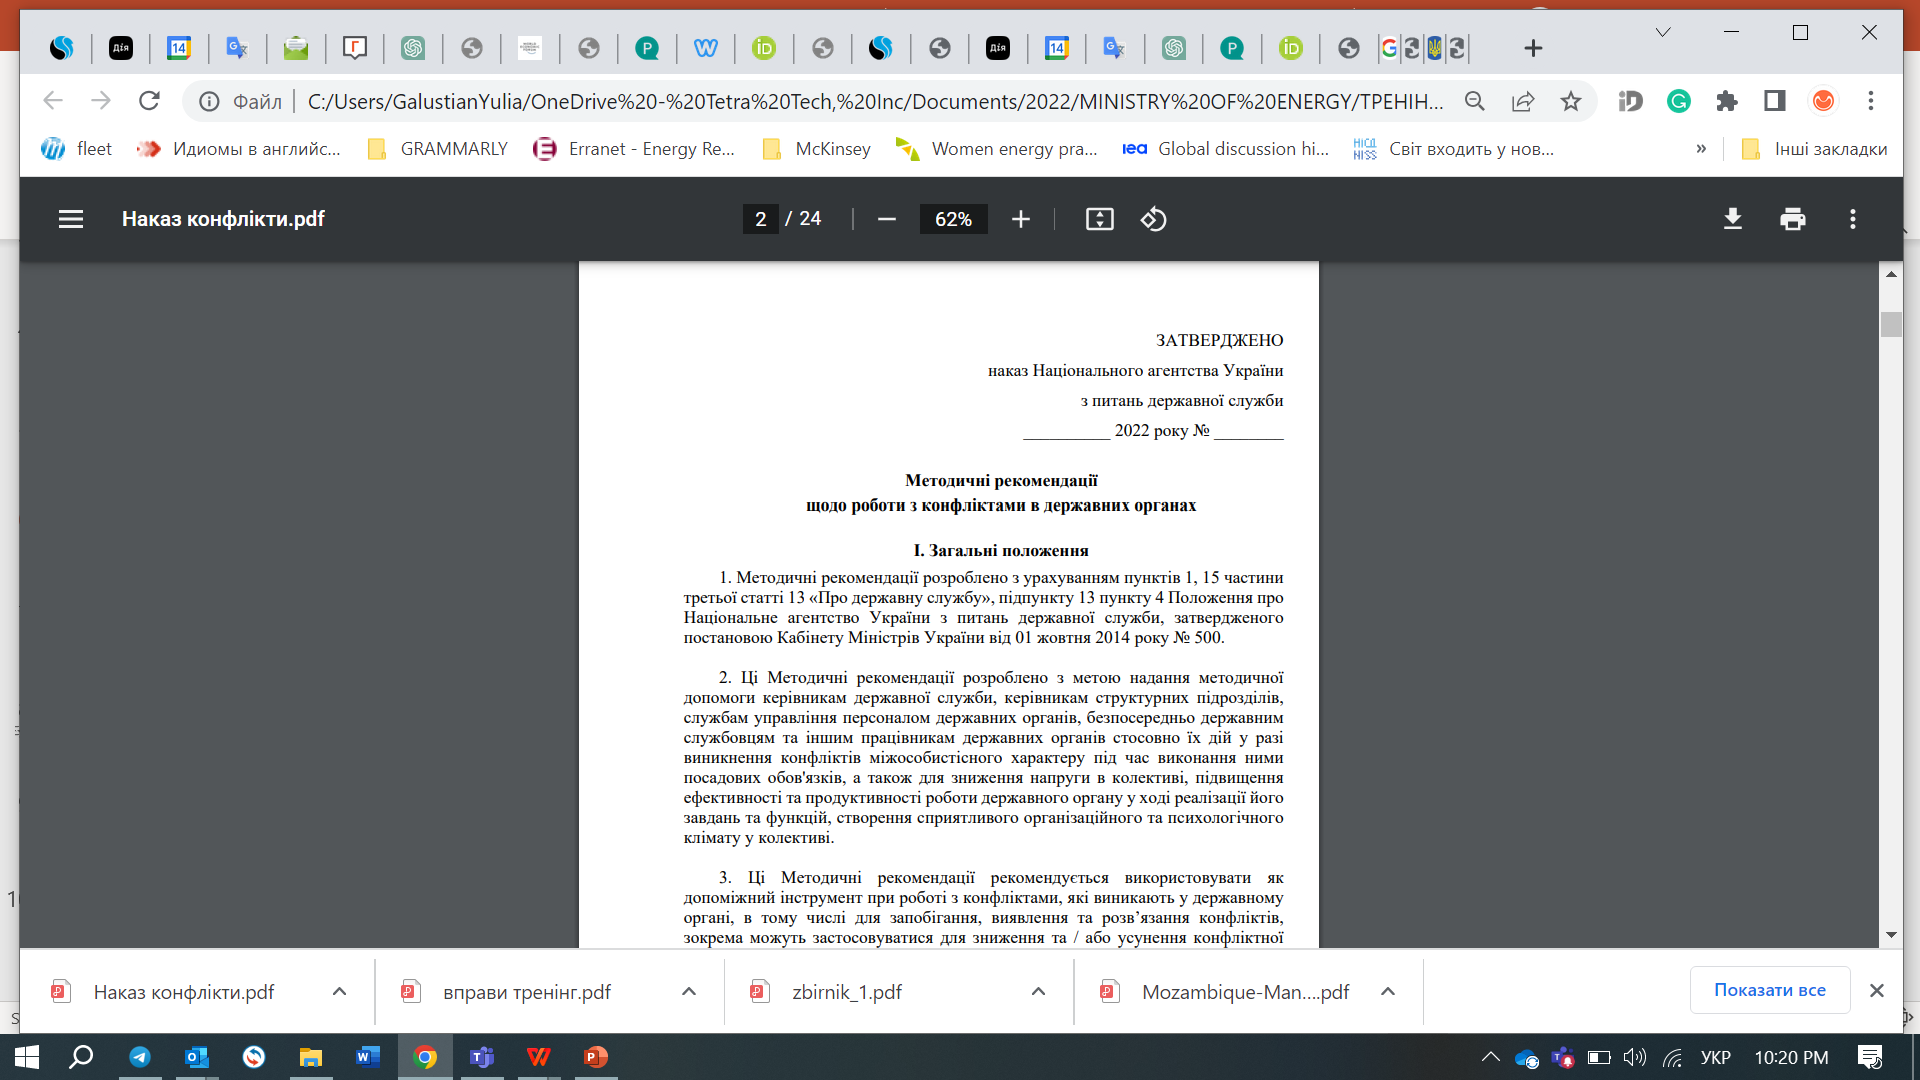 Файл
C:/Users/GalustianYulia/OneDrive%20-%20Tetra%20Tech,%20Inc/Documents/2022/MINISTRY%20OF%20ENERGY/ТРЕНІН...
fleet
Идиомы в английс...
GRAMMARLY
Erranet - Energy Re...
McKinsey
Women energy pra...
iea Global discussion hi...
НІСД NISS Світ входить у нов...
»
Інші закладки
Наказ конфлікти.pdf
2 / 24
62%
ЗАТВЕРДЖЕНО
наказ Національного агентства України
з питань державної служби
__________ 2022 року № ________
Методичні рекомендації
щодо роботи з конфліктами в державних органах
І. Загальні положення
1. Методичні рекомендації розроблено з урахуванням пунктів 1, 15 частини
третьої статті 13 «Про державну службу», підпункту 13 пункту 4 Положення про
Національне агентство України з питань державної служби, затвердженого
постановою Кабінету Міністрів України від 01 жовтня 2014 року № 500.
2. Ці Методичні рекомендації розроблено з метою надання методичної
допомоги керівникам державної служби, керівникам структурних підрозділів,
службам управління персоналом державних органів, безпосередньо державним
службовцям та іншим працівникам державних органів стосовно їх дій у разі
виникнення конфліктів міжособистісного характеру під час виконання ними
посадових обов'язків, а також для зниження напруги в колективі, підвищення
ефективності та продуктивності роботи державного органу у ході реалізації його
завдань та функцій, створення сприятливого організаційного та психологічного
клімату у колективі.
3. Ці Методичні рекомендації рекомендується використовувати як
допоміжний інструмент при роботі з конфліктами, які виникають у державному
органі, в тому числі для запобігання, виявлення та розв’язання конфліктів,
зокрема можуть застосовуватися для зниження та / або усунення конфліктної
Наказ конфлікти.pdf
вправи тренінг.pdf
zbirnik_1.pdf
Mozambique-Man....pdf
Показати все
УКР
10:20 PM